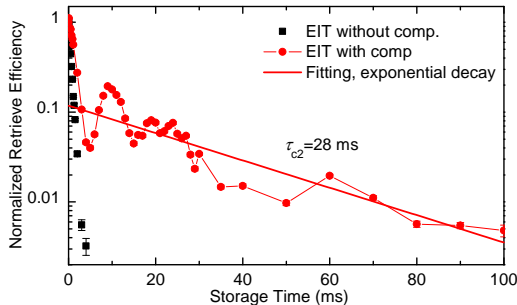 Normalized Retrieve Efficiency
1
0.1
0.01
EIT without comp.
EIT with comp
Fitting, exponential decay
τc2=28 ms
0 20 40 60 80 100
Storage Time (ms)